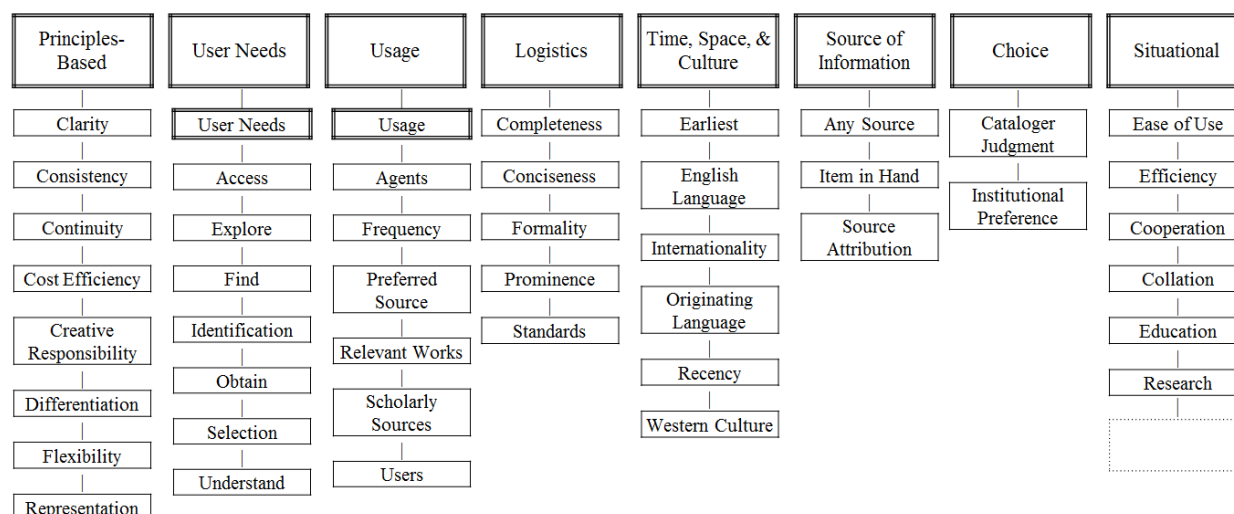 Principles-
Based
User Needs
Usage
Logistics
Time, Space, &
Culture
Source of
Information
Choice
Situational
Clarity
Consistency
Continuity
Cost Efficiency
Creative
Responsibility
Differentiation
Flexibility
Representation
User Needs
Access
Explore
Find
Identification
Obtain
Selection
Understand
Usage
Agents
Frequency
Preferred
Source
Relevant Works
Scholarly
Sources
Users
Completeness
Conciseness
Formality
Prominence
Standards
Earliest
English
Language
Internationality
Originating
Language
Recency
Western Culture
Any Source
Item in Hand
Source
Attribution
Cataloger
Judgment
Institutional
Preference
Ease of Use
Efficiency
Cooperation
Collation
Education
Research